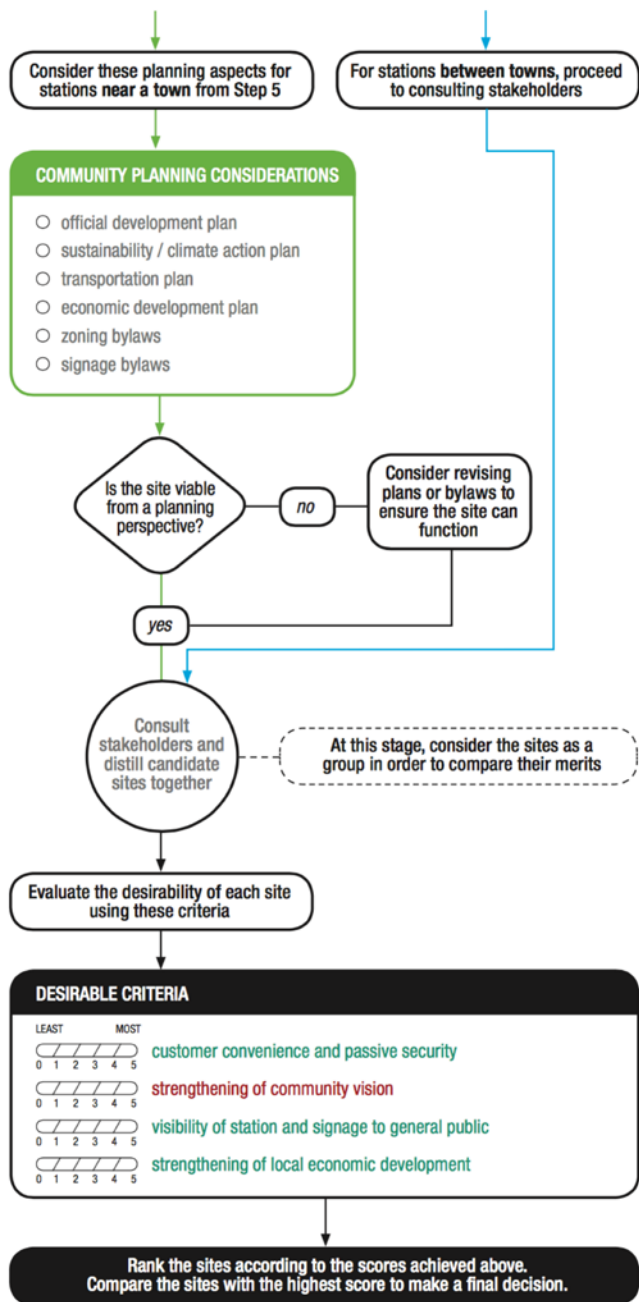 Consider these planning aspects for
stations near a town from Step 5
For stations between towns, proceed
to consulting stakeholders
COMMUNITY PLANNING CONSIDERATIONS
official development plan
sustainability / climate action plan
transportation plan
economic development plan
zoning bylaws
signage bylaws
Is the site viable
from a planning
perspective?
no
Consider revising
plans or bylaws to
ensure the site can
function
yes
Consult
stakeholders and
distill candidate
sites together
At this stage, consider the sites as a
group in order to compare their merits
Evaluate the desirability of each site
using these criteria
DESIRABLE CRITERIA
LEAST MOST
customer convenience and passive security
0 1 2 3 4 5
strengthening of community vision
0 1 2 3 4 5
visibility of station and signage to general public
0 1 2 3 4 5
strengthening of local economic development
0 1 2 3 4 5
Rank the sites according to the scores achieved above.
Compare the sites with the highest score to make a final decision.